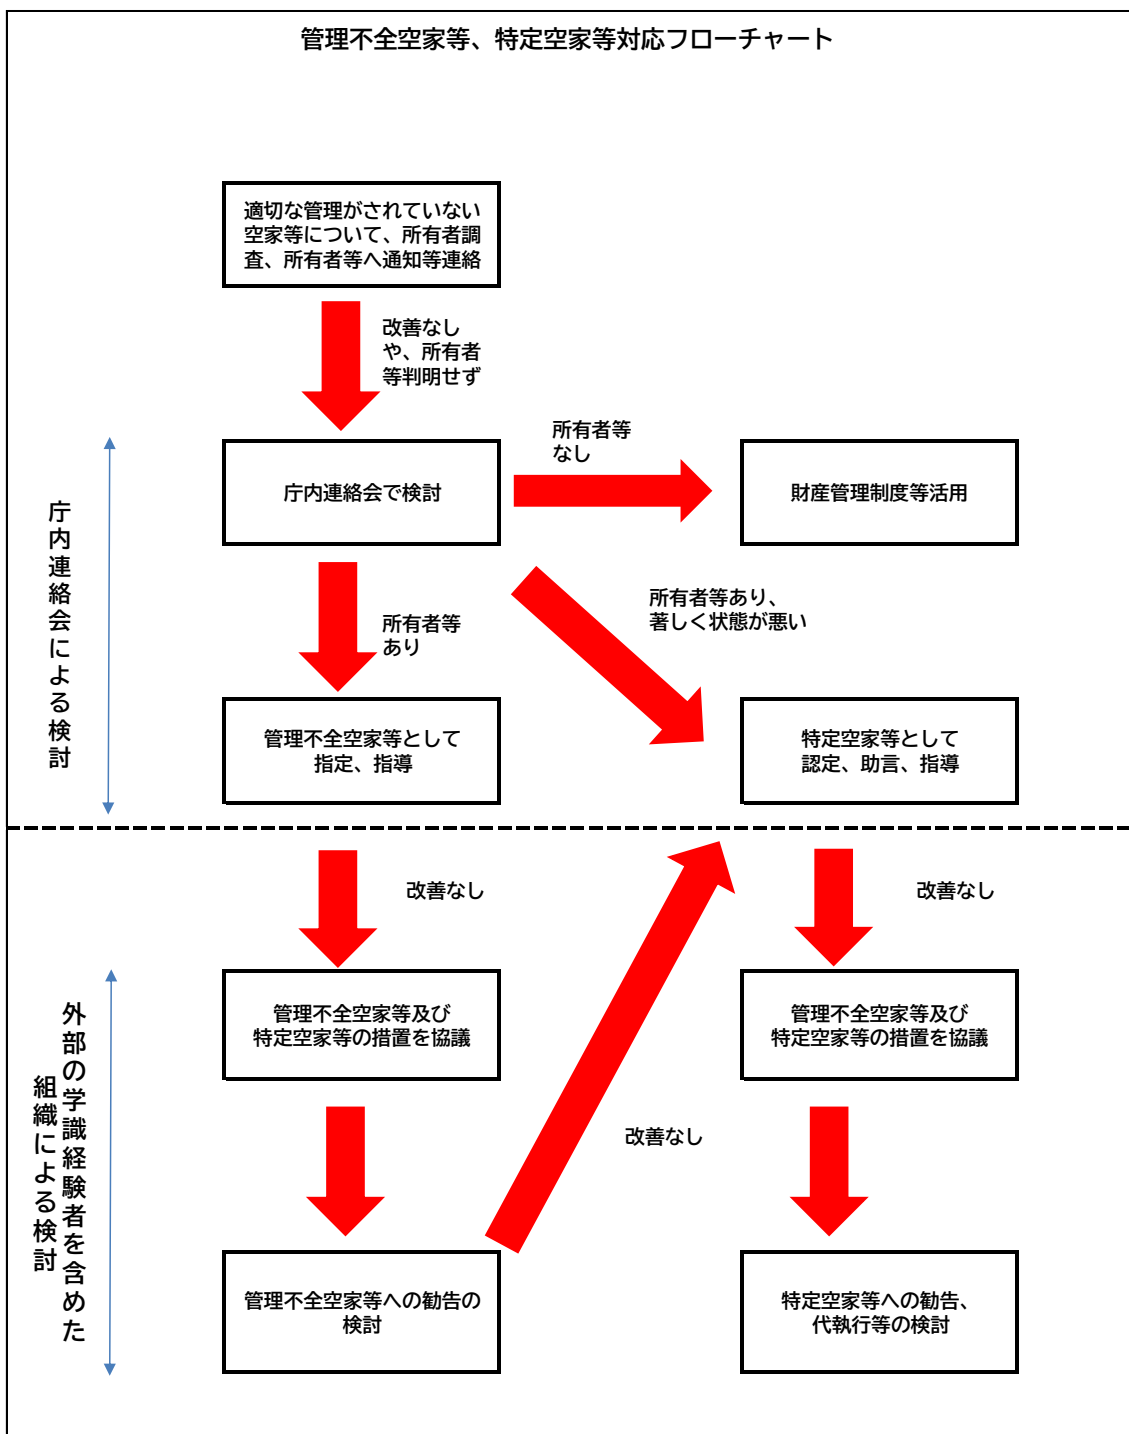 管理不全空家等、特定空家等対応フローチャート
適切な管理がされていない
空家等について、所有者調
査、所有者等へ通知等連絡
改善なし
や、所有者
等判明せず
庁内連絡会による検討
庁内連絡会で検討
所有者等
なし
財産管理制度等活用
所有者等
あり
所有者等あり、
著しく状態が悪い
管理不全空家等として
指定、指導
特定空家等として
認定、助言、指導
改善なし
改善なし
外部の学識経験者を含めた
組織による検討
管理不全空家等及び
特定空家等の措置を協議
管理不全空家等及び
特定空家等の措置を協議
改善なし
管理不全空家等への勧告の
検討
特定空家等への勧告、
代執行等の検討